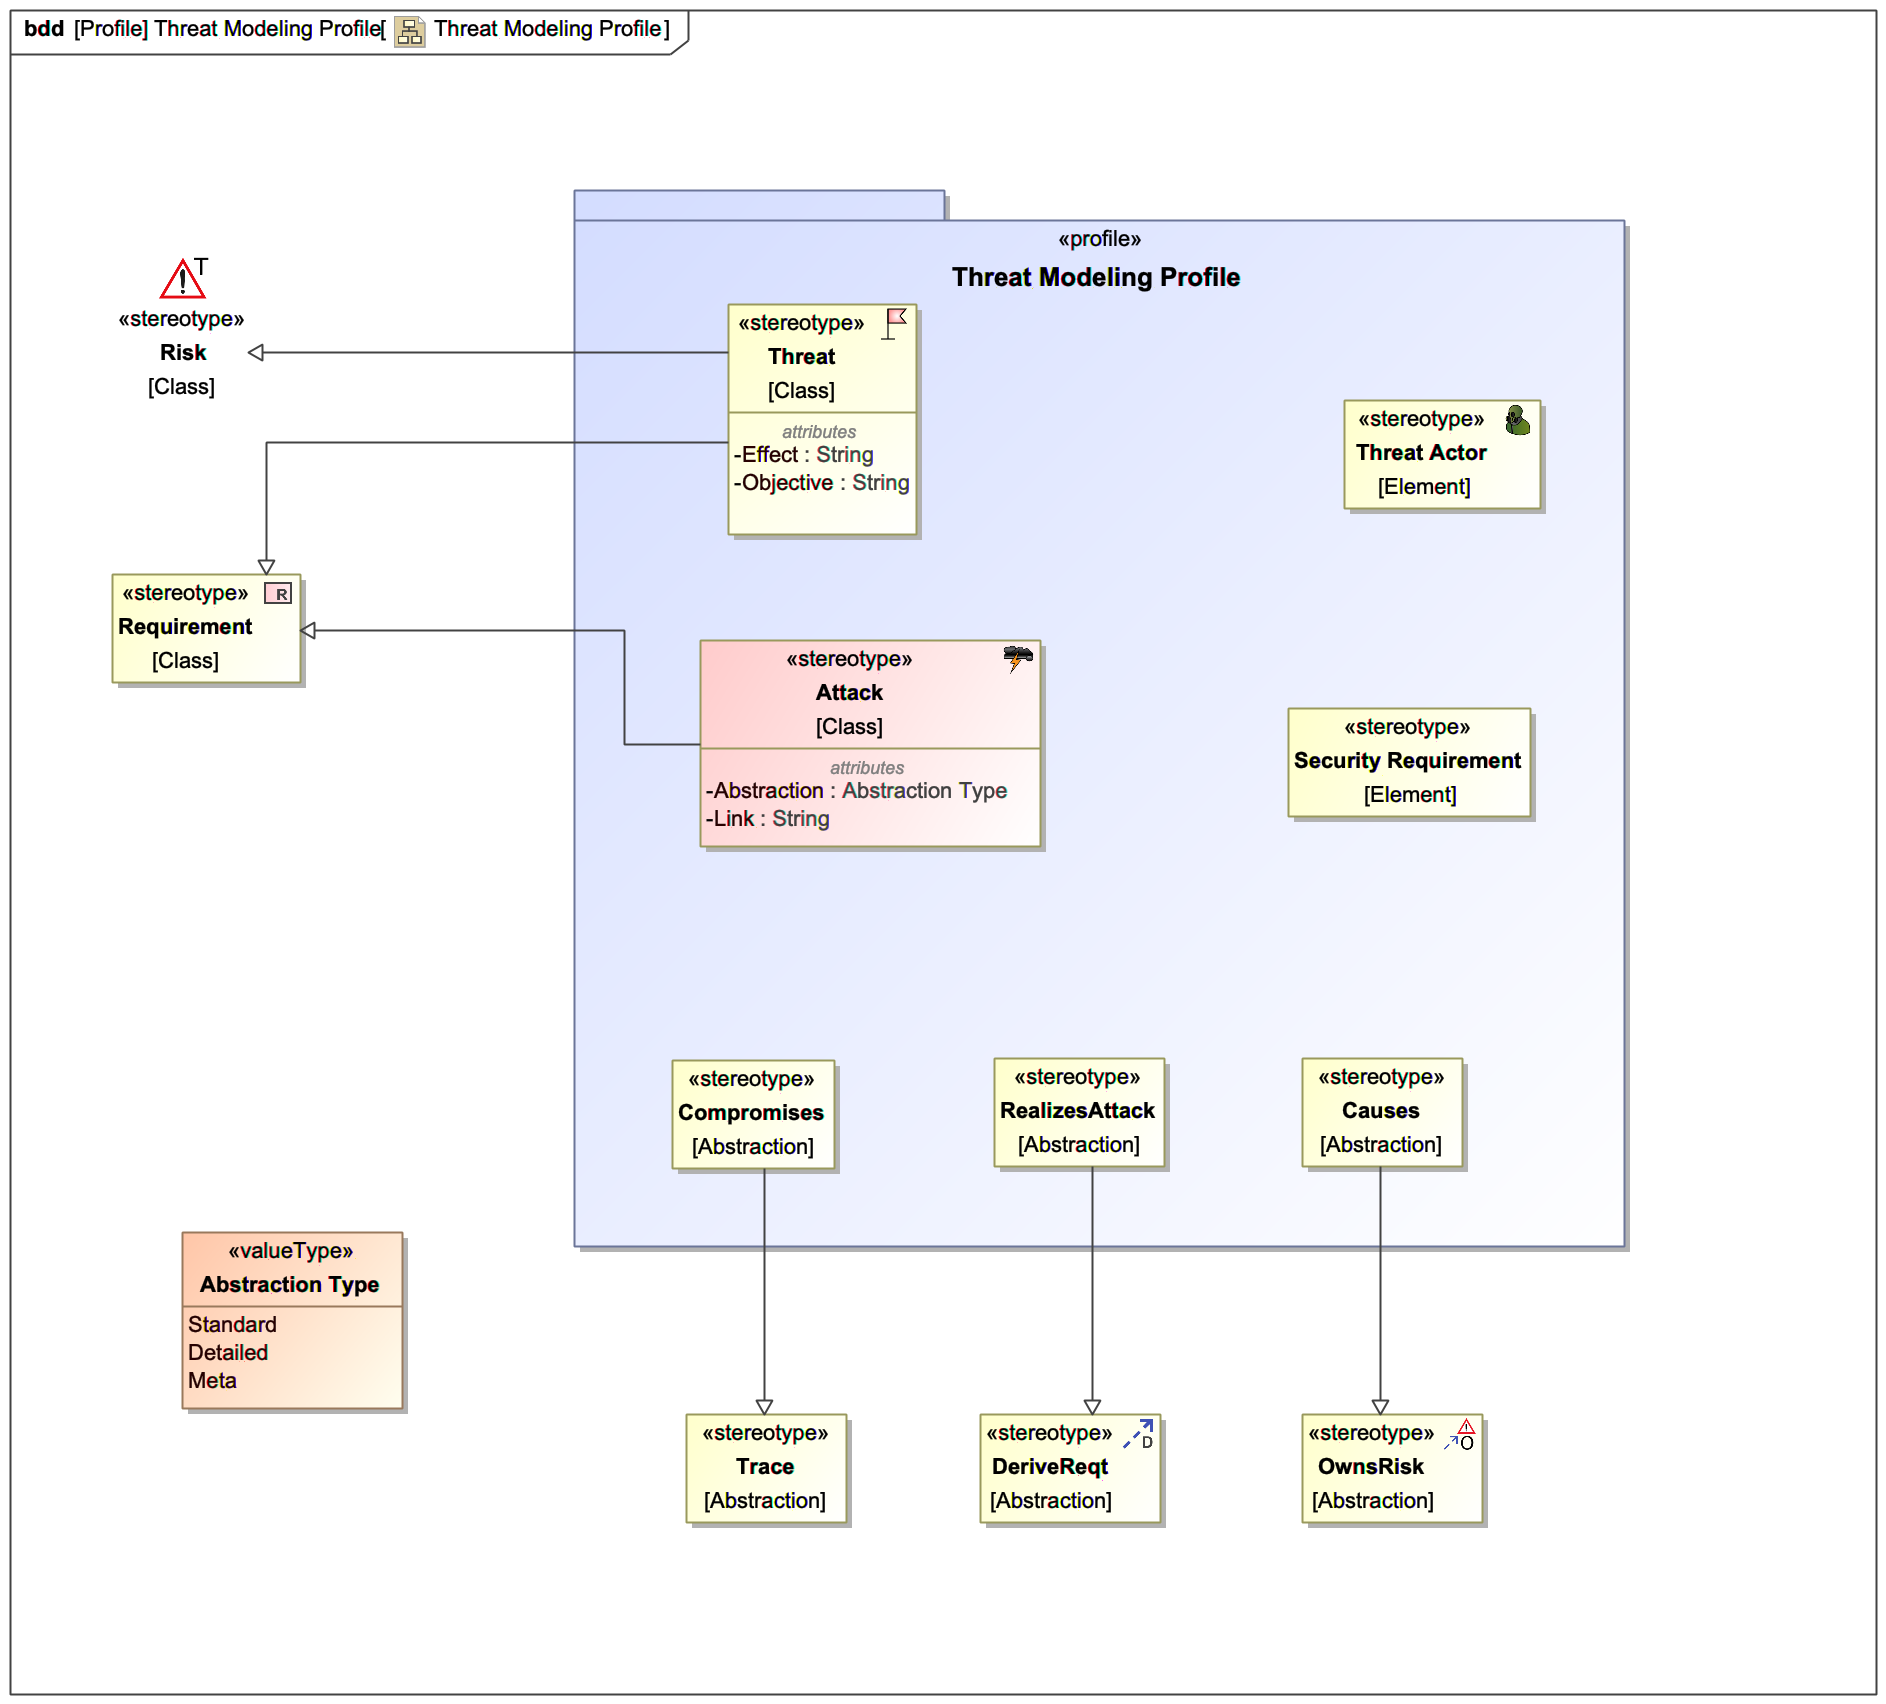 bdd [Profile] Threat Modeling Profile[ Threat Modeling Profile]
«profile»
Threat Modeling Profile
T
«stereotype»
Risk
[Class]
«stereotype»
Threat
[Class]
attributes
-Effect : String
-Objective : String
«stereotype»
Threat Actor
[Element]
«stereotype» R
Requirement
[Class]
«stereotype»
Attack
[Class]
attributes
-Abstraction : Abstraction Type
-Link : String
«stereotype»
Security Requirement
[Element]
«stereotype»
Compromises
[Abstraction]
«stereotype»
RealizesAttack
[Abstraction]
«stereotype»
Causes
[Abstraction]
«valueType»
Abstraction Type
Standard
Detailed
Meta
«stereotype»
Trace
[Abstraction]
«stereotype» D
DeriveReqt
[Abstraction]
«stereotype» O
OwnsRisk
[Abstraction]